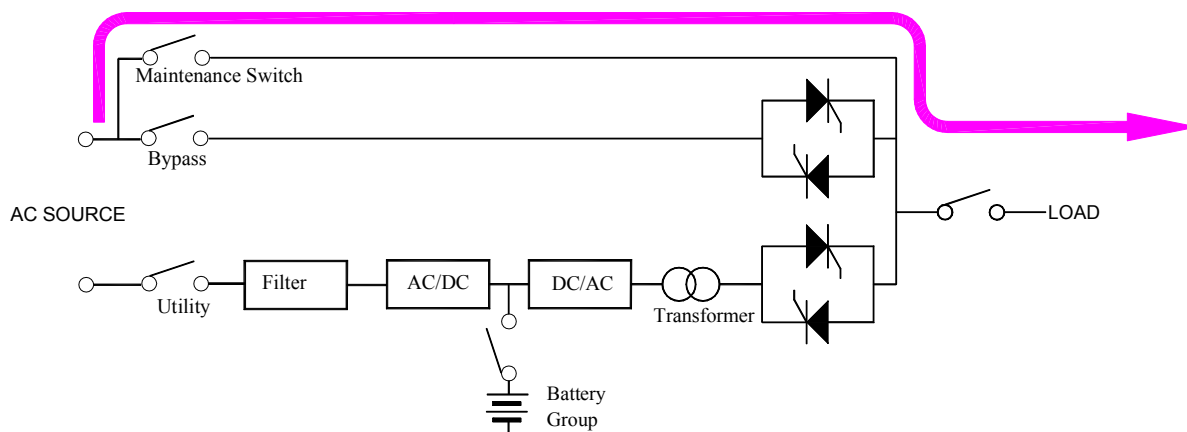 Maintenance Switch
Bypass
AC SOURCE
LOAD
Utility
Filter
AC/DC
DC/AC
Transformer
Battery
Group